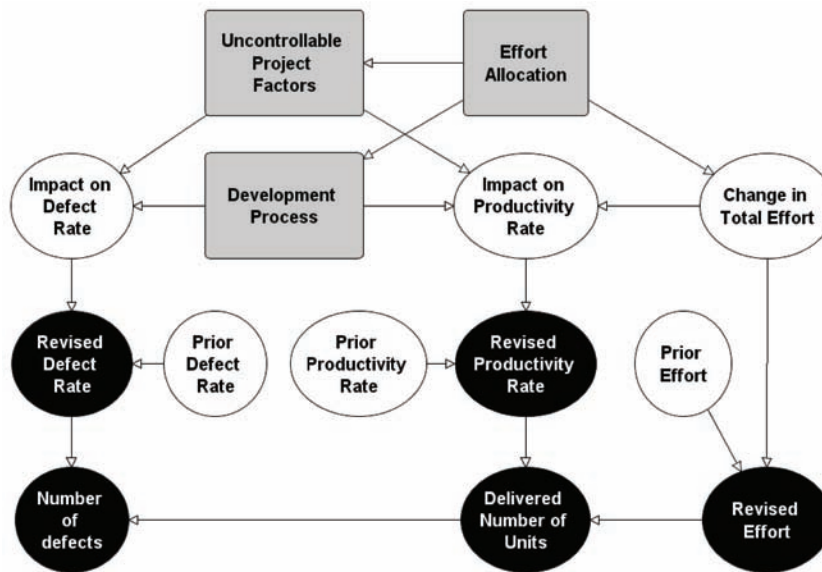 Uncontrollable
Project
Factors
Effort
Allocation
Impact on
Defect
Rate
Development
Process
Impact on
Productivity
Rate
Change in
Total Effort
Revised
Defect
Rate
Prior
Defect
Rate
Prior
Productivity
Rate
Revised
Productivity
Rate
Prior
Effort
Number
of
defects
Delivered
Number of
Units
Revised
Effort